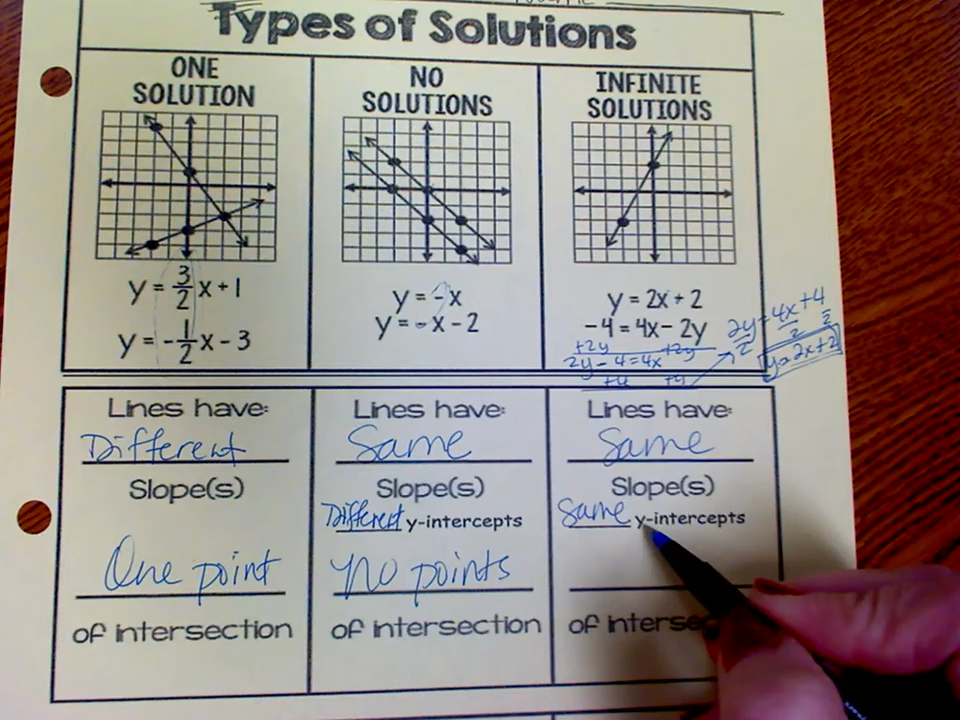 Types of Solutions
ONE SOLUTION
y = 3/2 x + 1
y = -1/2 x - 3
NO SOLUTIONS
y = -x
y = -x - 2
INFINITE SOLUTIONS
y = 2x + 2
-4 = 4x - 2y
+2y +2y
2y - 4 = 4x
+4 +4
2y = 4x + 4
2 2 2
y = 2x + 2
Lines have:
Different
Slope(s)
One point
of intersection
Lines have:
Same
Slope(s)
Different y-intercepts
No points
of intersection
Lines have:
Same
Slope(s)
Same y-intercepts
of